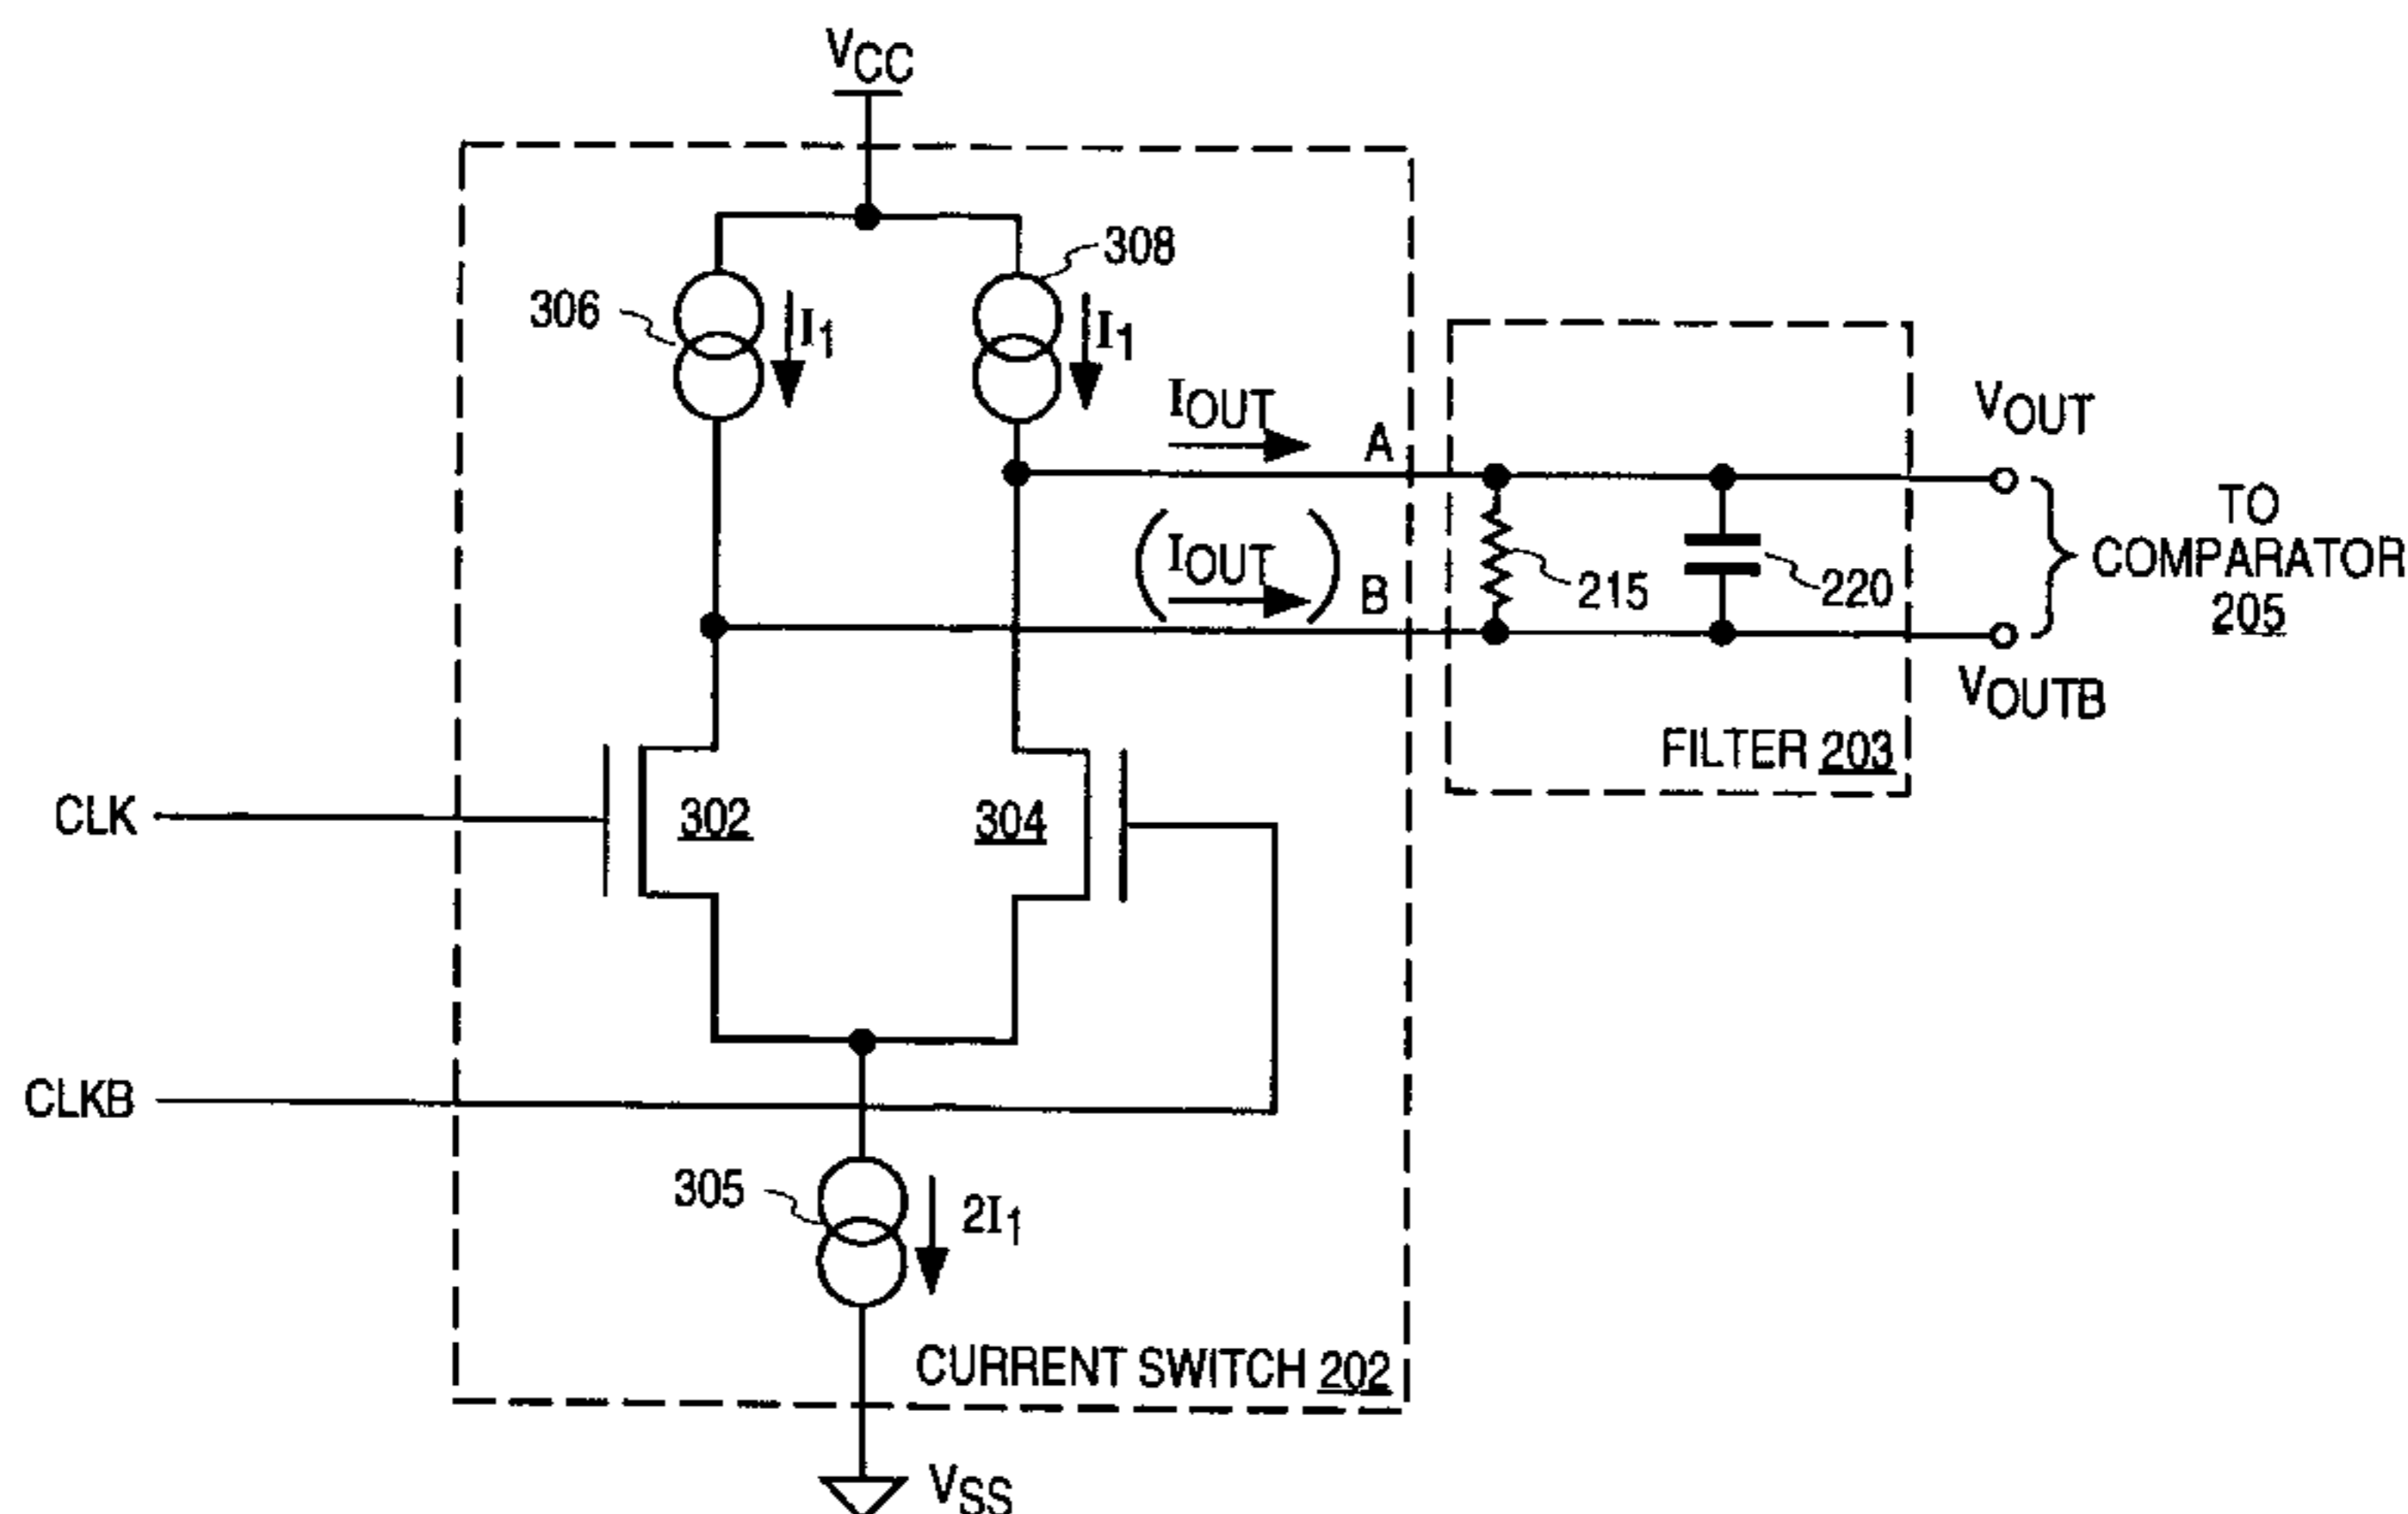 VCC
306
I1
308
I1
IOUT
A
(IOUT)
B
215
220
VOUT
TO
COMPARATOR
205
VOUTB
FILTER 203
CLK
302
304
CLKB
305
2I1
CURRENT SWITCH 202
VSS